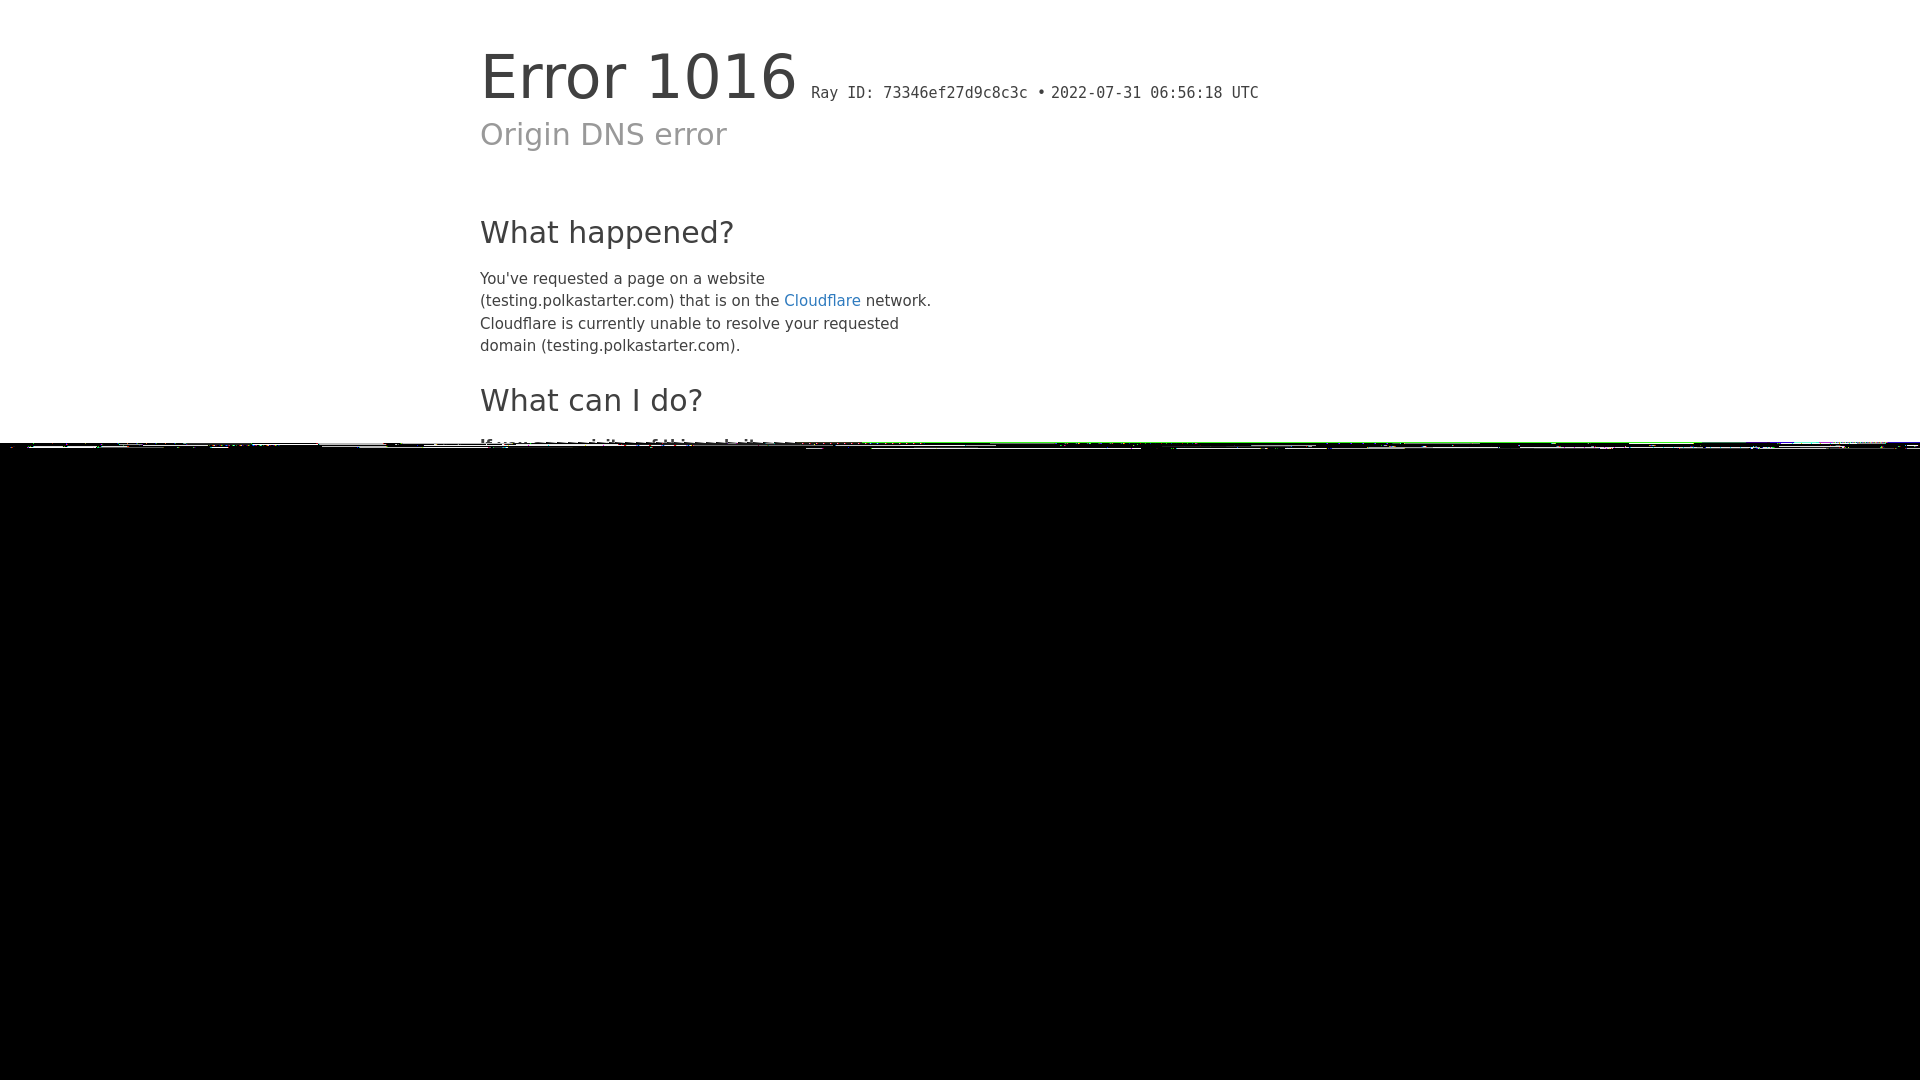 Error 1016 Ray ID: 73346ef27d9c8c3c • 2022-07-31 06:56:18 UTC
Origin DNS error
What happened?
You've requested a page on a website
(testing.polkastarter.com) that is on the Cloudflare network.
Cloudflare is currently unable to resolve your requested
domain (testing.polkastarter.com).
What can I do?